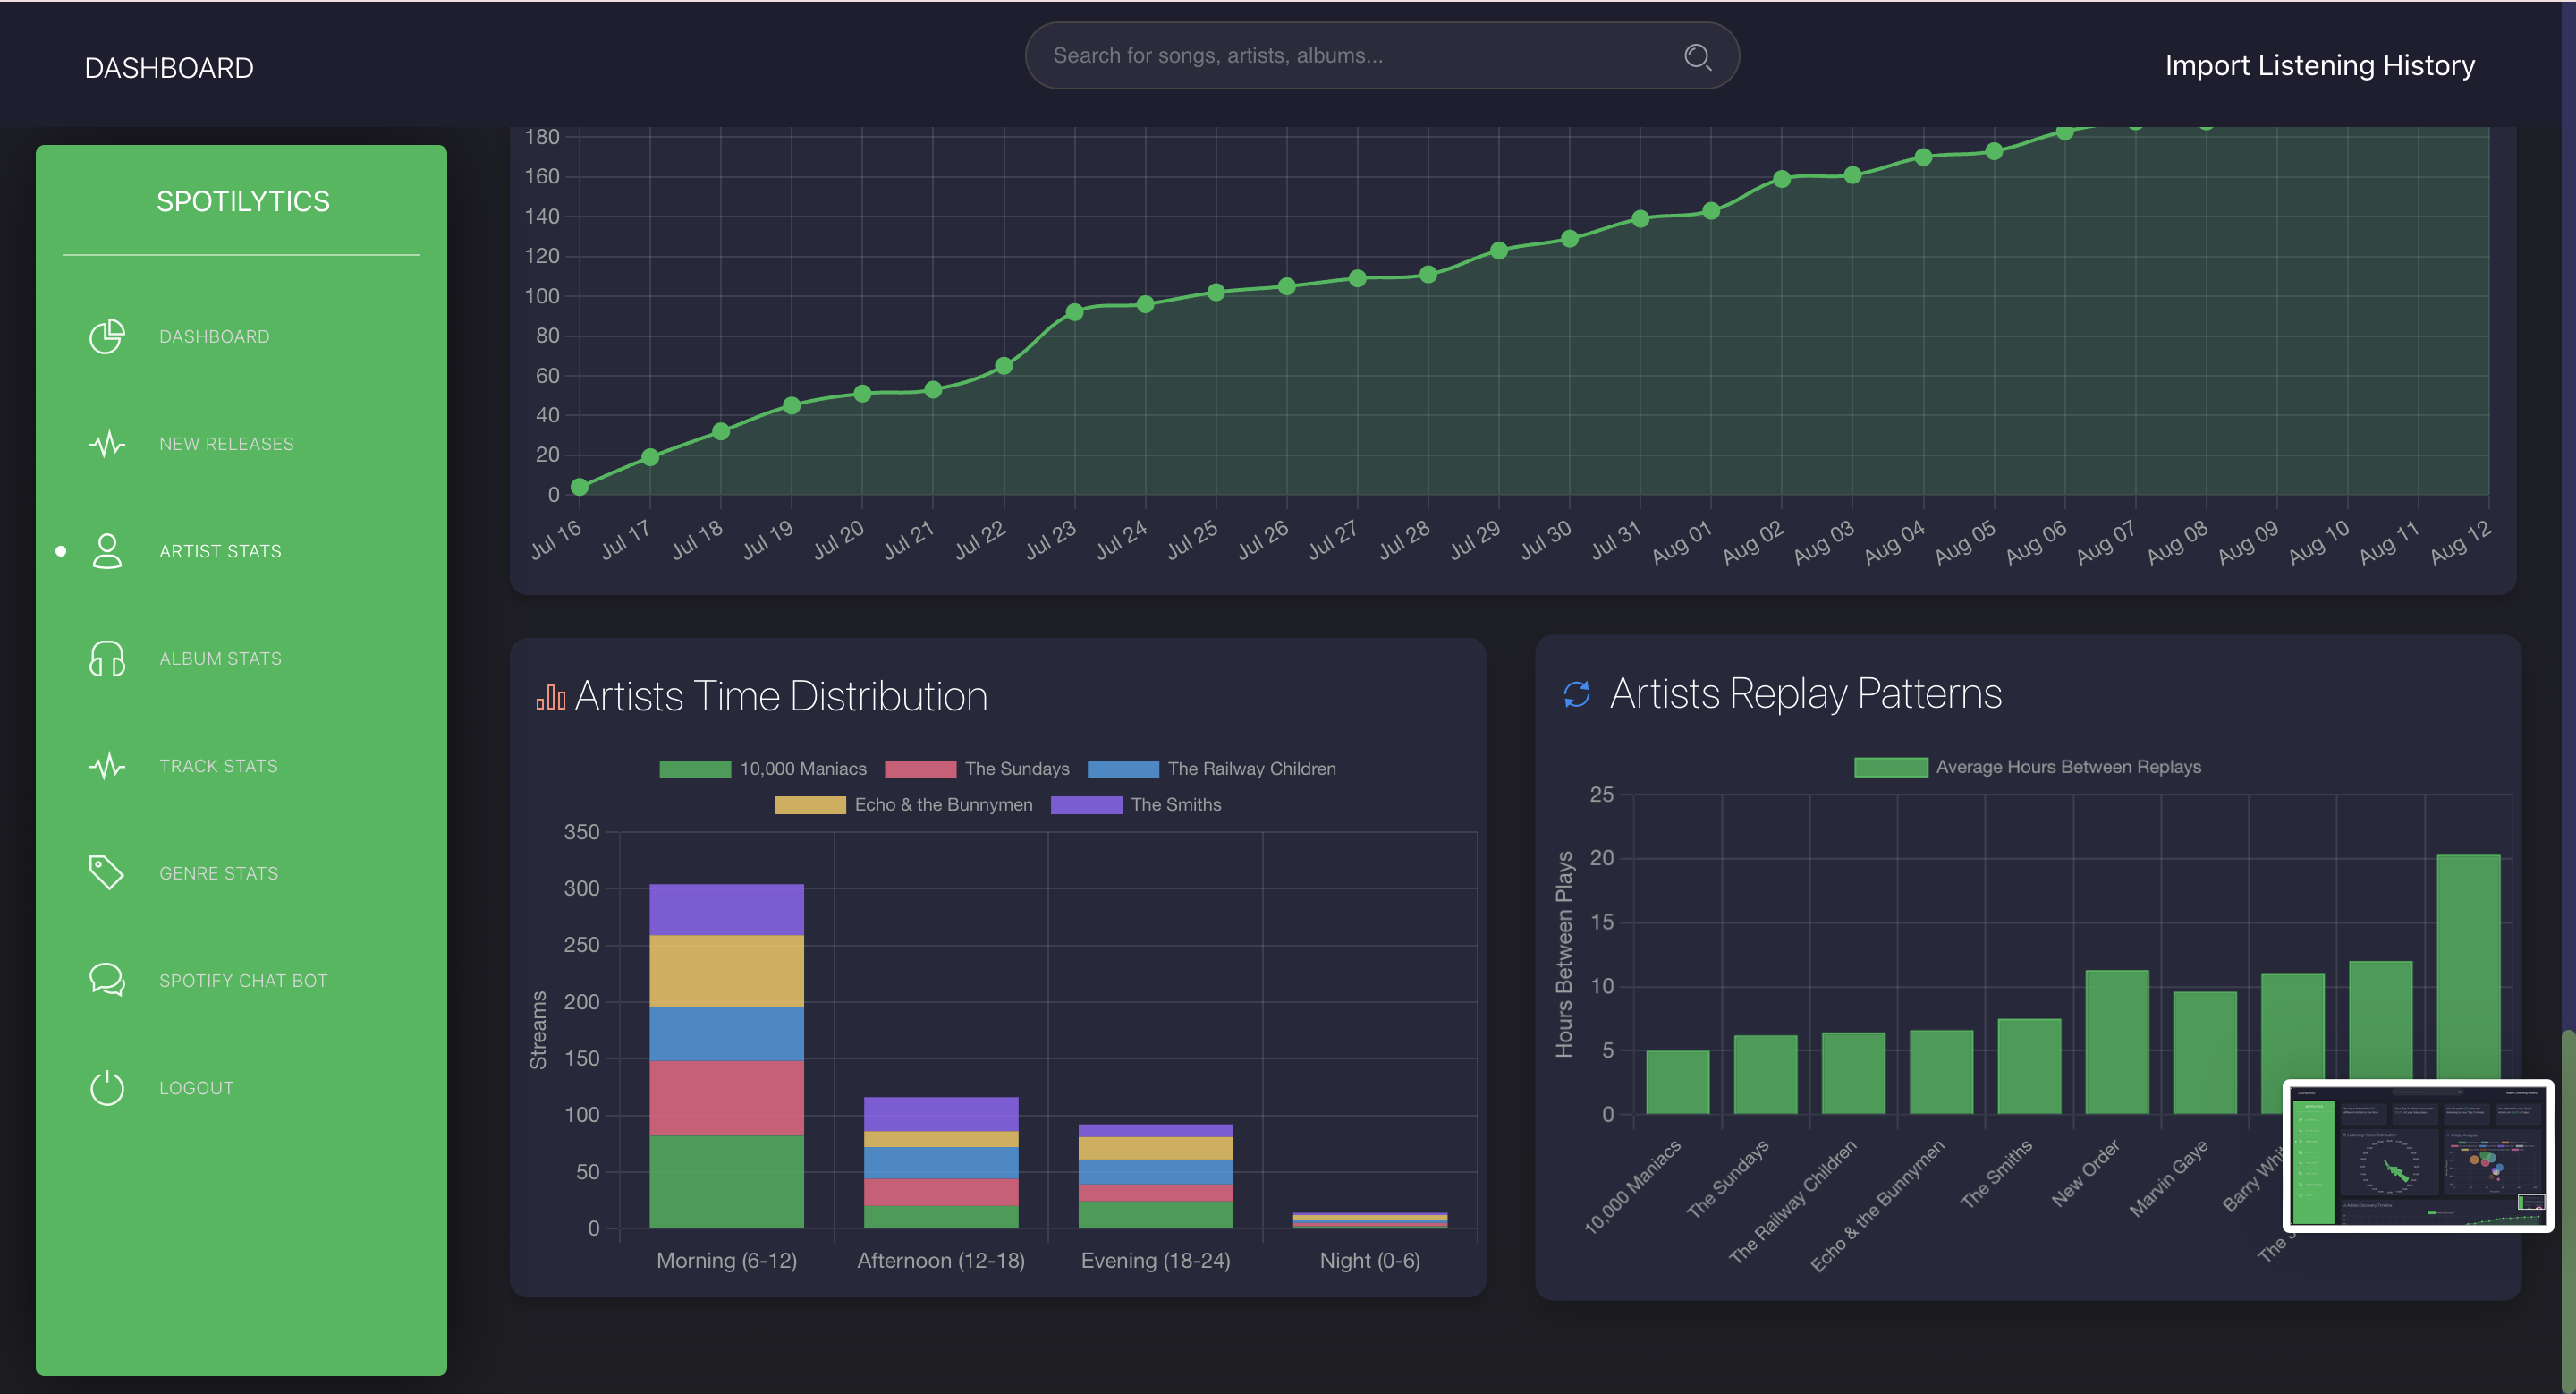 DASHBOARD
Search for songs, artists, albums...
Import Listening History
SPOTILYTICS
DASHBOARD
NEW RELEASES
ARTIST STATS
ALBUM STATS
TRACK STATS
GENRE STATS
SPOTIFY CHAT BOT
LOGOUT
180
160
140
120
100
80
60
40
20
0
Jul 16 Jul 17 Jul 18 Jul 19 Jul 20 Jul 21 Jul 22 Jul 23 Jul 24 Jul 25 Jul 26 Jul 27 Jul 28 Jul 29 Jul 30 Jul 31 Aug 01 Aug 02 Aug 03 Aug 04 Aug 05 Aug 06 Aug 07 Aug 08 Aug 09 Aug 10 Aug 11 Aug 12
Artists Time Distribution
10,000 Maniacs The Sundays The Railway Children
Echo & the Bunnymen The Smiths
Streams
350
300
250
200
150
100
50
0
Morning (6-12) Afternoon (12-18) Evening (18-24) Night (0-6)
Artists Replay Patterns
Average Hours Between Replays
Hours Between Plays
25
20
15
10
5
0
10,000 Maniacs
The Sundays
The Railway Children
Echo & the Bunnymen
The Smiths
New Order
Marvin Gaye
Barry
The